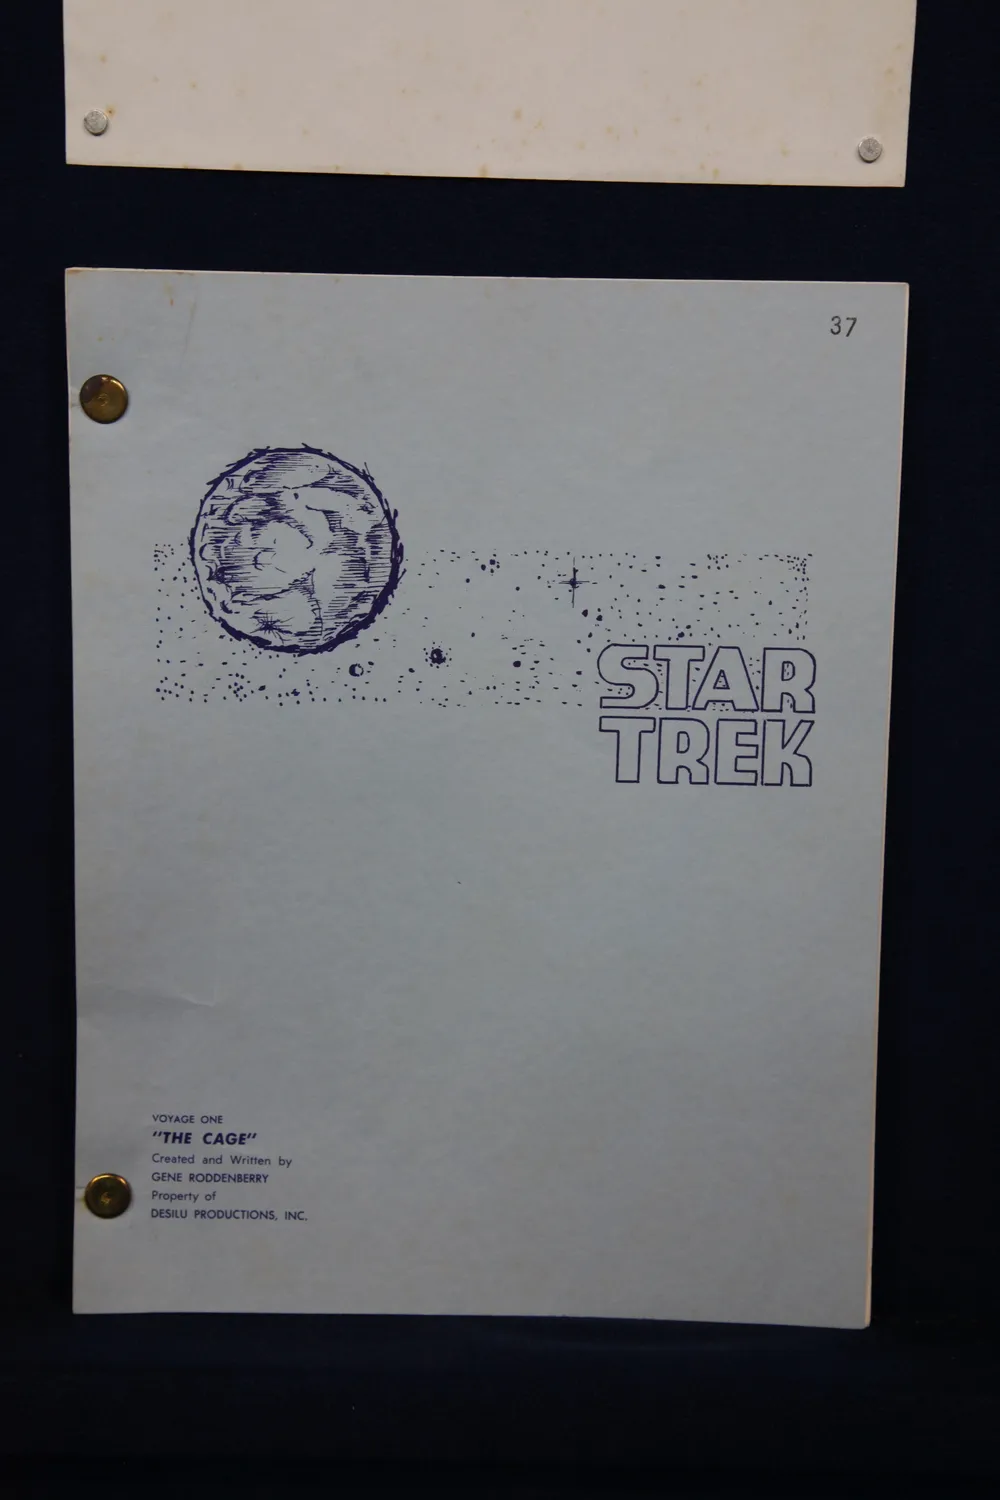 37
STAR
TREK
VOYAGE ONE
"THE CAGE"
Created and Written by
GENE RODDENBERRY
Property of
DESILU PRODUCTIONS, INC.